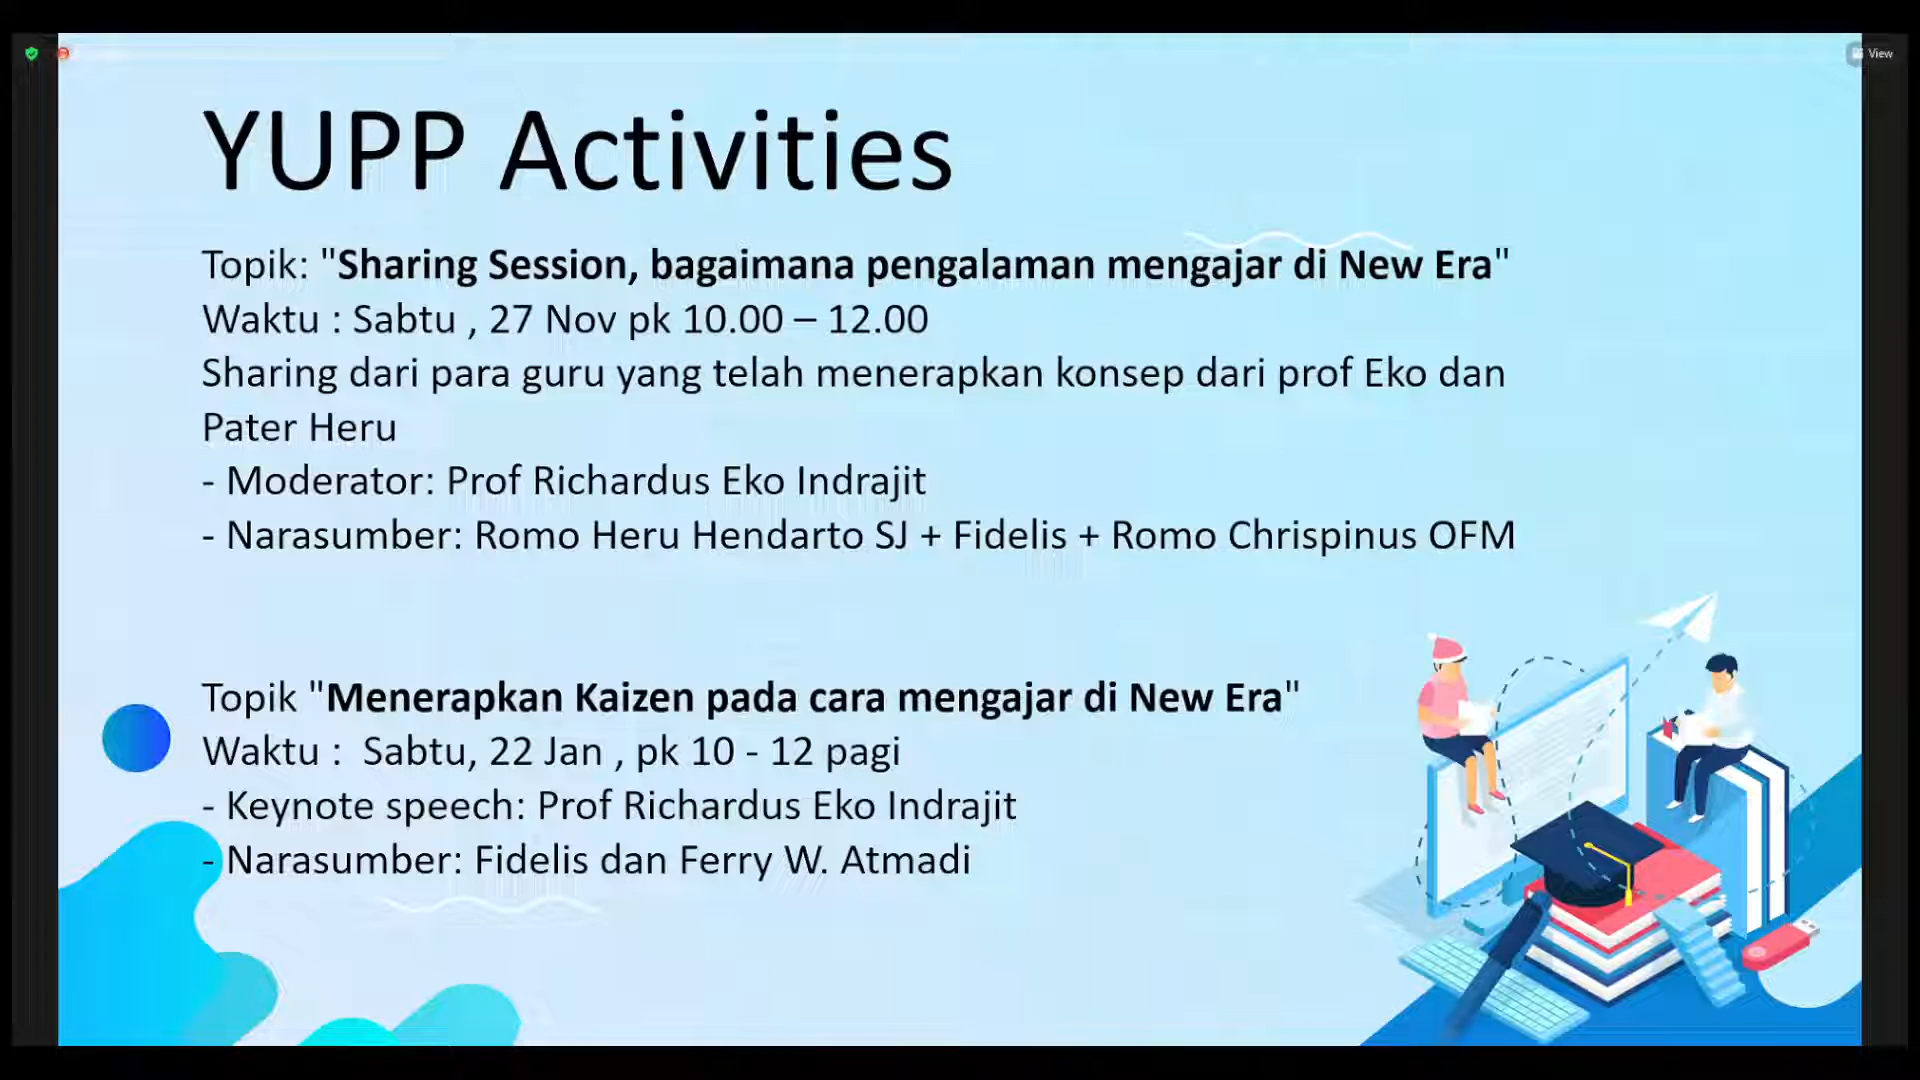 View
YUPP Activities
Topik: "Sharing Session, bagaimana pengalaman mengajar di New Era"
Waktu : Sabtu , 27 Nov pk 10.00 – 12.00
Sharing dari para guru yang telah menerapkan konsep dari prof Eko dan
Pater Heru
- Moderator: Prof Richardus Eko Indrajit
- Narasumber: Romo Heru Hendarto SJ + Fidelis + Romo Chrispinus OFM
Topik "Menerapkan Kaizen pada cara mengajar di New Era"
Waktu :  Sabtu, 22 Jan , pk 10 - 12 pagi
- Keynote speech: Prof Richardus Eko Indrajit
- Narasumber: Fidelis dan Ferry W. Atmadi